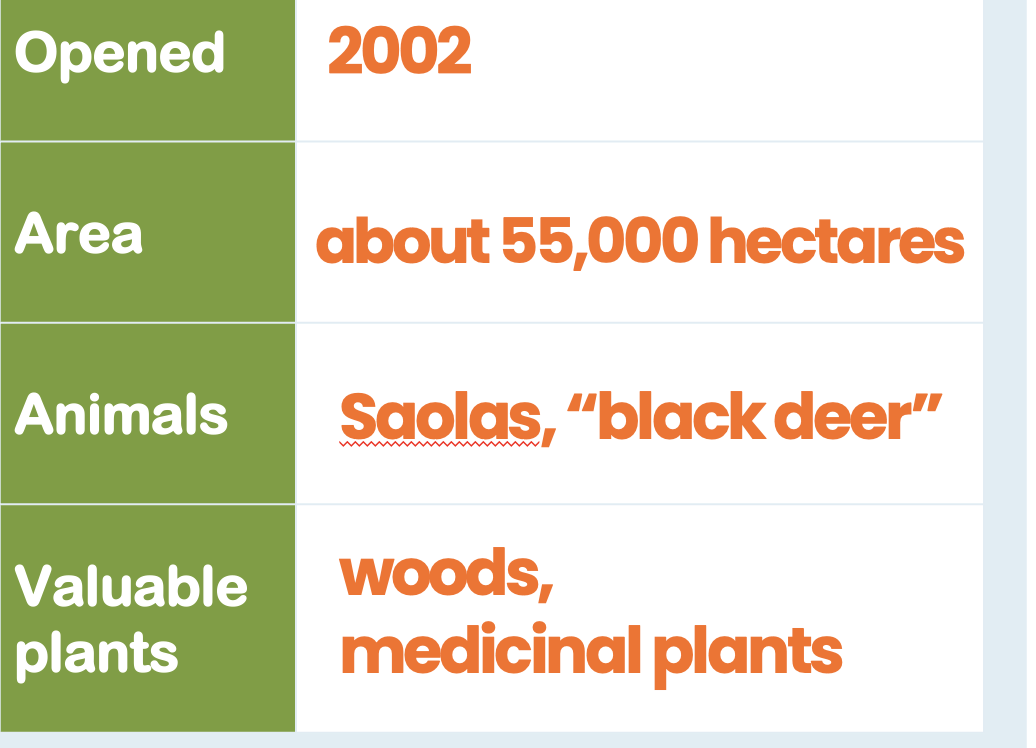 Opened 2002
Area about 55,000 hectares
Animals Saolas, “black deer”
Valuable plants
woods,
medicinal plants